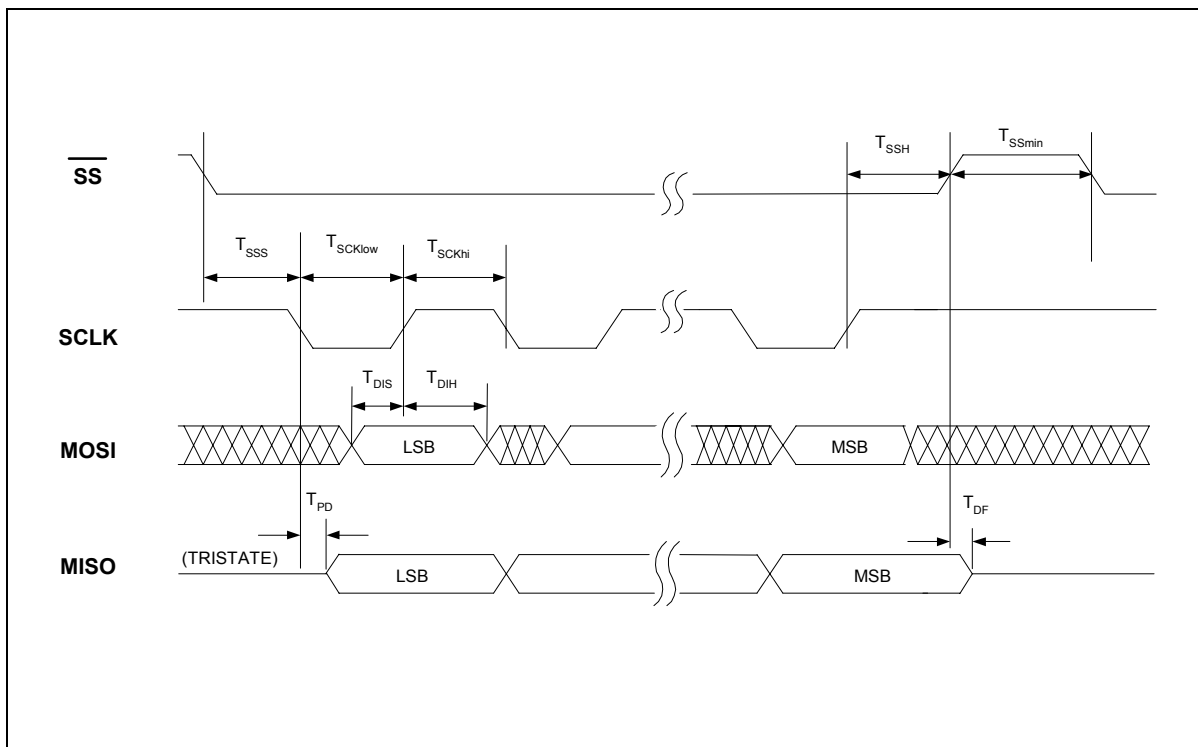 T_SSH
T_SSmin
SS
T_SSS
T_SCKlow
T_SCKhi
SCLK
T_DIS
T_DIH
MOSI
LSB
MSB
T_PD
T_DF
(TRISTATE)
MISO
LSB
MSB